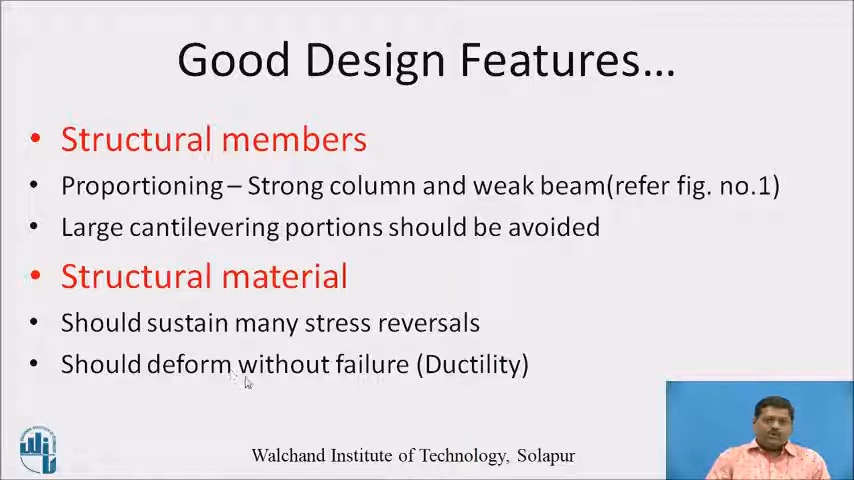 Good Design Features...
• Structural members
• Proportioning – Strong column and weak beam(refer fig. no.1)
• Large cantilevering portions should be avoided
• Structural material
• Should sustain many stress reversals
• Should deform without failure (Ductility)
Walchand Institute of Technology, Solapur